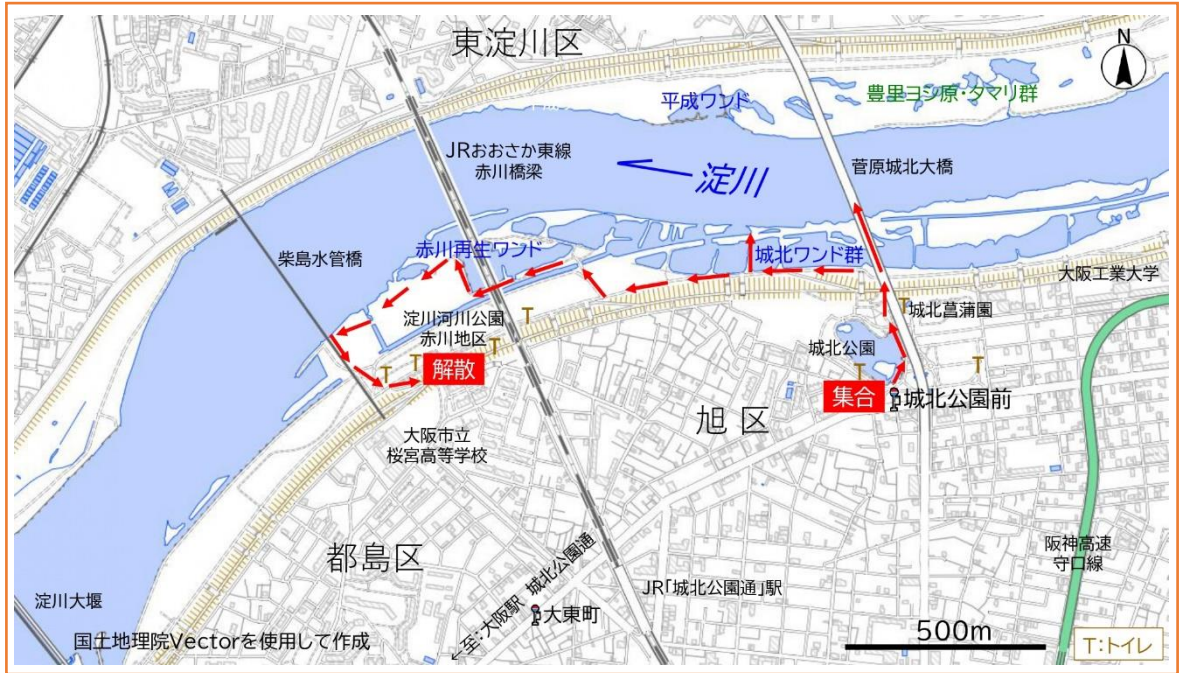 東淀川区
N
平成ワンド
豊里ヨシ原・タマリ群
JRおおさか東線
赤川橋梁
淀川
菅原城北大橋
柴島水管橋
赤川再生ワンド
城北ワンド群
大阪工業大学
淀川河川公園
赤川地区
T
T
城北菖蒲園
城北公園
T
T
T
T
T
解散
集合
城北公園前
旭区
大阪市立
桜宮高等学校
都島区
阪神高速
守口線
淀川大堰
←至:大阪駅 城北公園通
JR「城北公園通」駅
大東町
500m
国土地理院Vectorを使用して作成
T:トイレ